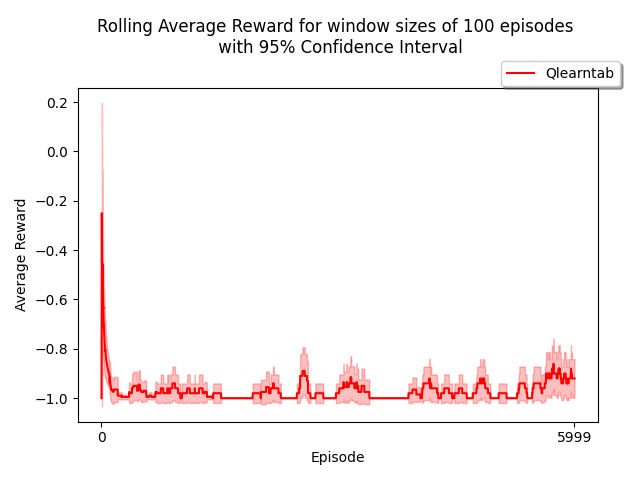 Rolling Average Reward for window sizes of 100 episodes
with 95% Confidence Interval
Qlearntab
0.2
0.0
−0.2
−0.4
−0.6
−0.8
−1.0
Average Reward
0 5999
Episode